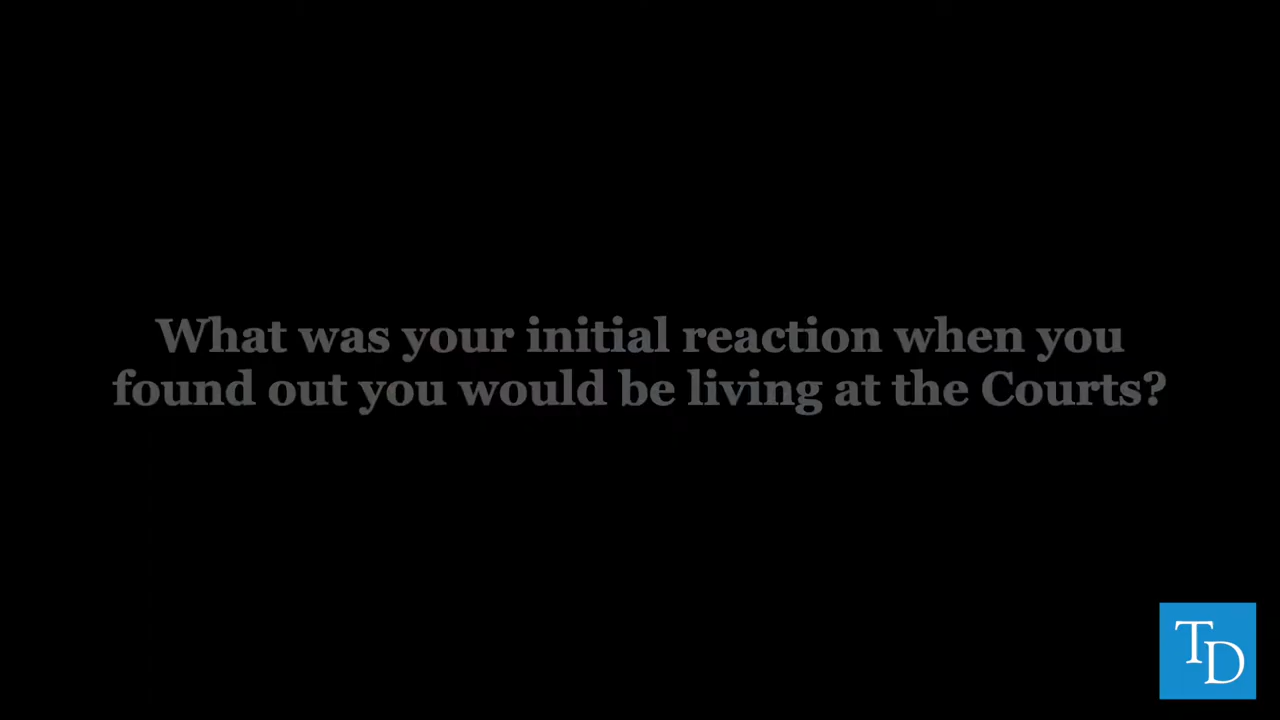 What was your initial reaction when you
found out you would be living at the Courts?
TD